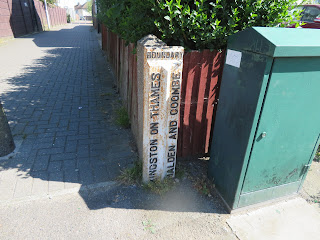 BOUNDARY
KINGSTON ON THAMES
MALDEN AND COOMBE